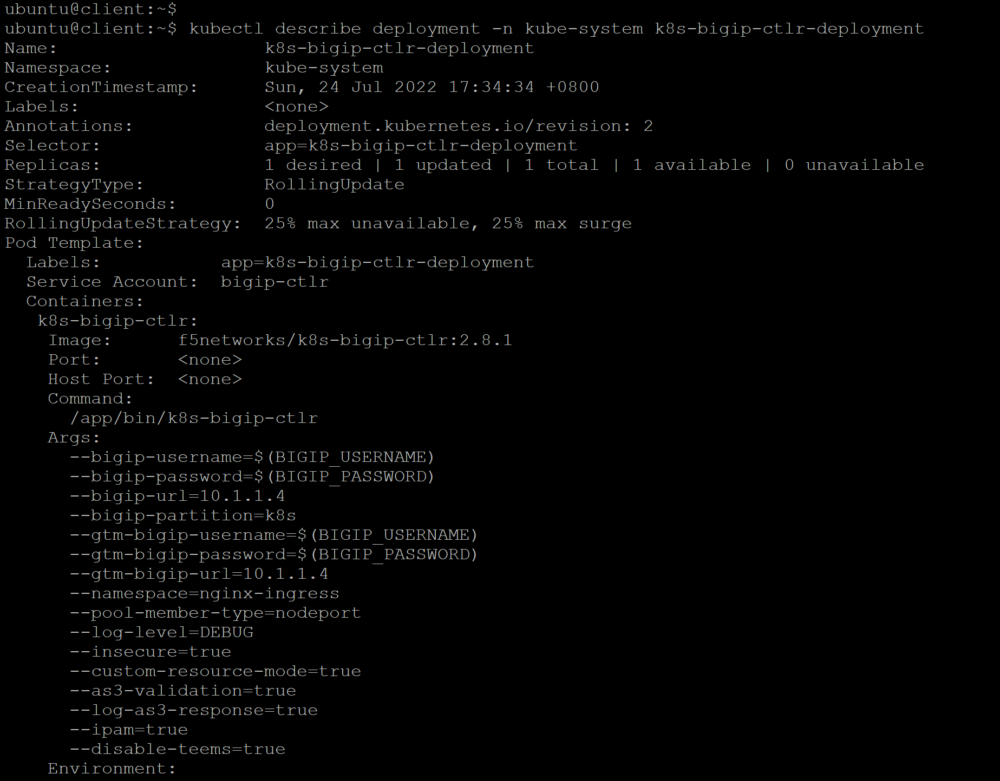 ubuntu@client:~$
ubuntu@client:~$ kubectl describe deployment -n kube-system k8s-bigip-ctlr-deployment
Name:                   k8s-bigip-ctlr-deployment
Namespace:              kube-system
CreationTimestamp:      Sun, 24 Jul 2022 17:34:34 +0800
Labels:                 <none>
Annotations:            deployment.kubernetes.io/revision: 2
Selector:               app=k8s-bigip-ctlr-deployment
Replicas:               1 desired | 1 updated | 1 total | 1 available | 0 unavailable
StrategyType:           RollingUpdate
MinReadySeconds:        0
RollingUpdateStrategy:  25% max unavailable, 25% max surge
Pod Template:
  Labels:           app=k8s-bigip-ctlr-deployment
  Service Account:  bigip-ctlr
  Containers:
   k8s-bigip-ctlr:
    Image:      f5networks/k8s-bigip-ctlr:2.8.1
    Port:       <none>
    Host Port:  <none>
    Command:
      /app/bin/k8s-bigip-ctlr
    Args:
      --bigip-username=$(BIGIP_USERNAME)
      --bigip-password=$(BIGIP_PASSWORD)
      --bigip-url=10.1.1.4
      --bigip-partition=k8s
      --gtm-bigip-username=$(BIGIP_USERNAME)
      --gtm-bigip-password=$(BIGIP_PASSWORD)
      --gtm-bigip-url=10.1.1.4
      --namespace=nginx-ingress
      --pool-member-type=nodeport
      --log-level=DEBUG
      --insecure=true
      --custom-resource-mode=true
      --as3-validation=true
      --log-as3-response=true
      --ipam=true
      --disable-teems=true
    Environment: